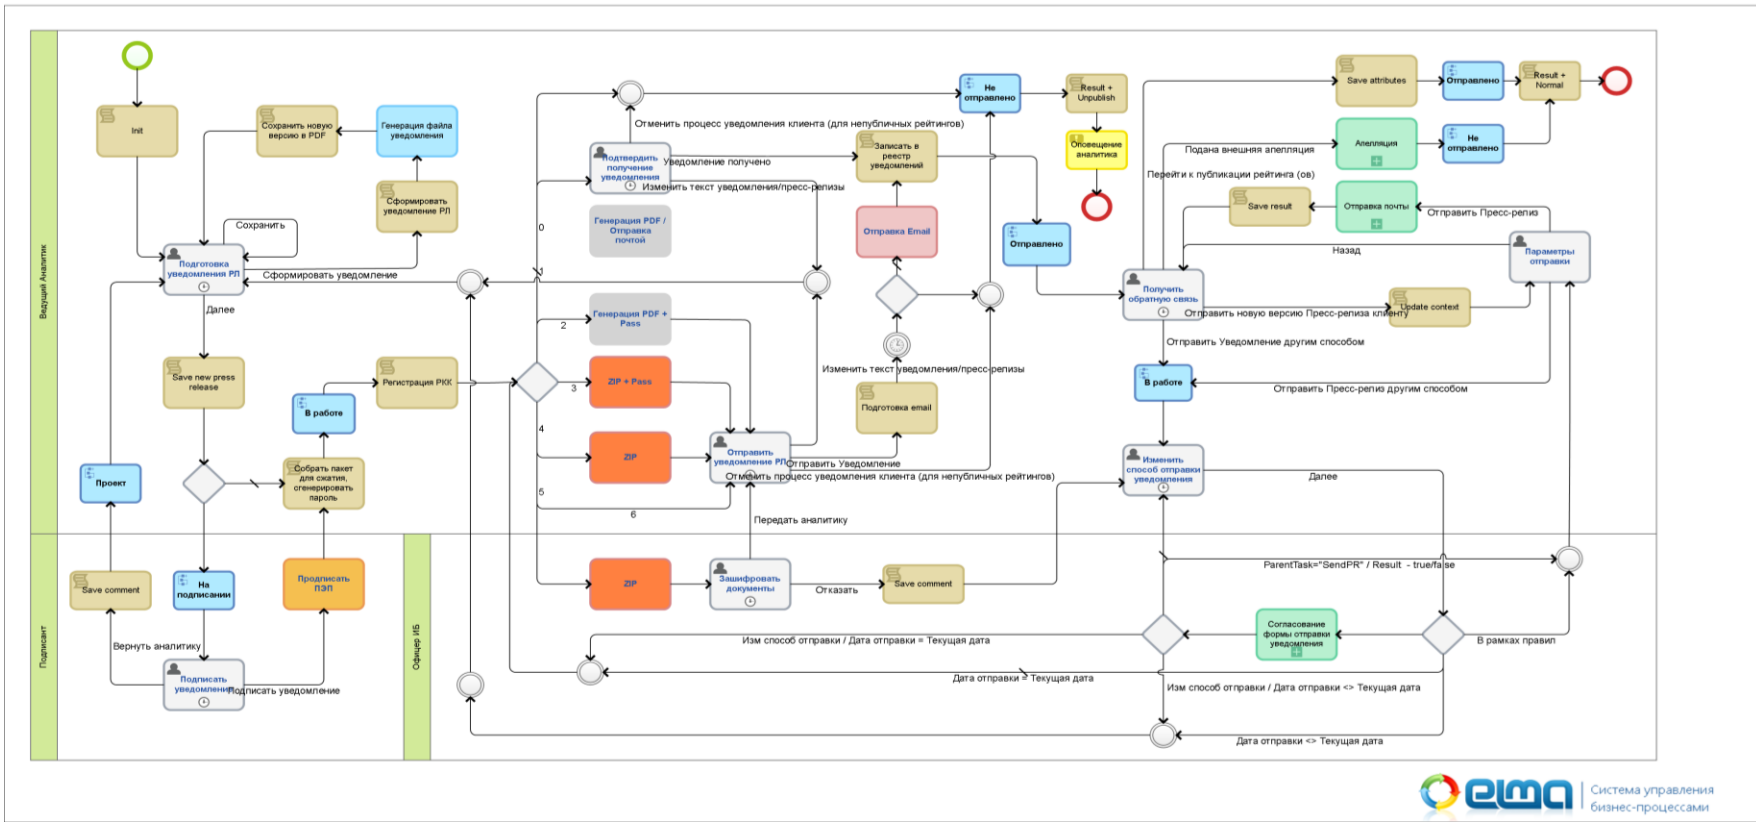 Ведущий Аналитик
Init
Сохранить новую
версию в PDF
Генерация файла
уведомления
Сформировать
уведомление РЛ
Сохранить
Подготовка
уведомления РЛ
Сформировать уведомление
Далее
Save new press
release
Регистрация РКК
В работе
Собрать пакет
для сжатия,
сгенерировать
пароль
Проект
Отменить процесс уведомления клиента (для непубличных рейтингов)
Подтвердить
получение
уведомления
Уведомление получено
Изменить текст уведомления/пресс-релизы
Генерация PDF /
Отправка
почтой
0
1
2
Генерация PDF +
Pass
3
ZIP + Pass
4
ZIP
5
6
Отправить
уведомление РЛ
Отправить Уведомление
Отменить процесс уведомления клиента (для непубличных рейтингов)
Передать аналитику
Записать в
реестр
уведомлений
Отправка Email
Изменить текст уведомления/пресс-релизы
Подготовка email
Не
отправлено
Result +
Unpublish
Оповещение
аналитика
Отправлено
Save attributes
Отправлено
Result +
Normal
Апелляция
Не
отправлено
Подана внешняя апелляция
Перейти к публикации рейтинга (ов)
Save result
Отправка почты
Отправить Пресс-релиз
Назад
Параметры
отправки
Получить
обратную связь
Update context
Отправить новую версию Пресс-релиза клиенту
Отправить Уведомление другим способом
В работе
Отправить Пресс-релиз другим способом
Изменить
способ отправки
уведомления
Далее
Подписант
Save comment
На
подписании
Продписать
ПЭП
Вернуть аналитику
Подписать
уведомление
Подписать уведомление
Офицер ИБ
ZIP
Зашифровать
документы
Отказать
Save comment
ParentTask="SendPR" / Result - true/false
Изм способ отправки / Дата отправки = Текущая дата
Согласование
формы отправки
уведомления
В рамках правил
Дата отправки = Текущая дата
Изм способ отправки / Дата отправки <> Текущая дата
Дата отправки <> Текущая дата
elma
Система управления
бизнес-процессами